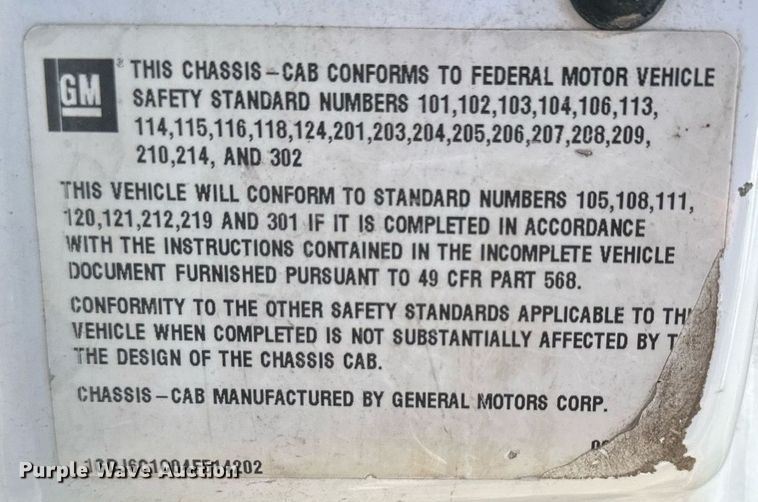 GM
® THIS CHASSIS-CAB CONFORMS TO FEDERAL MOTOR VEHICLE
SAFETY STANDARD NUMBERS 101,102,103,104,106,113,
114,115,116,118,124,201,203,204,205,206,207,208,209,
210,214, AND 302
THIS VEHICLE WILL CONFORM TO STANDARD NUMBERS 105,108,111,
120,121,212,219 AND 301 IF IT IS COMPLETED IN ACCORDANCE
WITH THE INSTRUCTIONS CONTAINED IN THE INCOMPLETE VEHICLE
DOCUMENT FURNISHED PURSUANT TO 49 CFR PART 568.
CONFORMITY TO THE OTHER SAFETY STANDARDS APPLICABLE TO
VEHICLE WHEN COMPLETED IS NOT SUBSTANTIALLY AFFECTED BY
THE DESIGN OF THE CHASSIS CAB.
CHASSIS-CAB MANUFACTURED BY GENERAL MOTORS CORP.
Purple Wave Auction